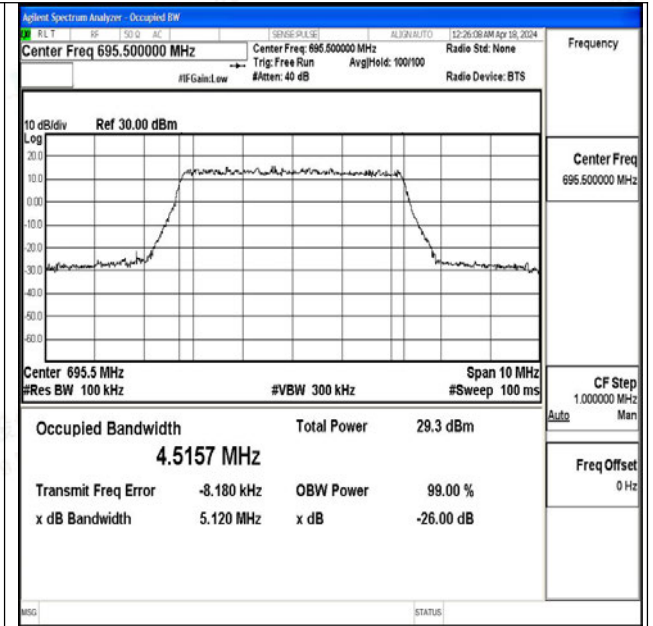 Agilent Spectrum Analyzer - Occupied BW
RLT RF 50 Ω AC SENSE:PULSE ALIGN AUTO 12:26:08 AM Apr 18, 2024
Center Freq 695.500000 MHz
Center Freq: 695.500000 MHz
Radio Std: None
Trig: Free Run Avg|Hold: 100/100
#IFGain:Low #Atten: 40 dB Radio Device: BTS
Frequency
10 dB/div Ref 30.00 dBm
Log
20.0
10.0
0.00
-10.0
-20.0
-30.0
-40.0
-50.0
-60.0
Center Freq
695.500000 MHz
Center 695.5 MHz Span 10 MHz
#Res BW 100 kHz #VBW 300 kHz #Sweep 100 ms
CF Step
1.000000 MHz
Auto Man
Occupied Bandwidth Total Power 29.3 dBm
4.5157 MHz
Transmit Freq Error -8.180 kHz OBW Power 99.00 %
x dB Bandwidth 5.120 MHz x dB -26.00 dB
Freq Offset
0 Hz
MSG STATUS